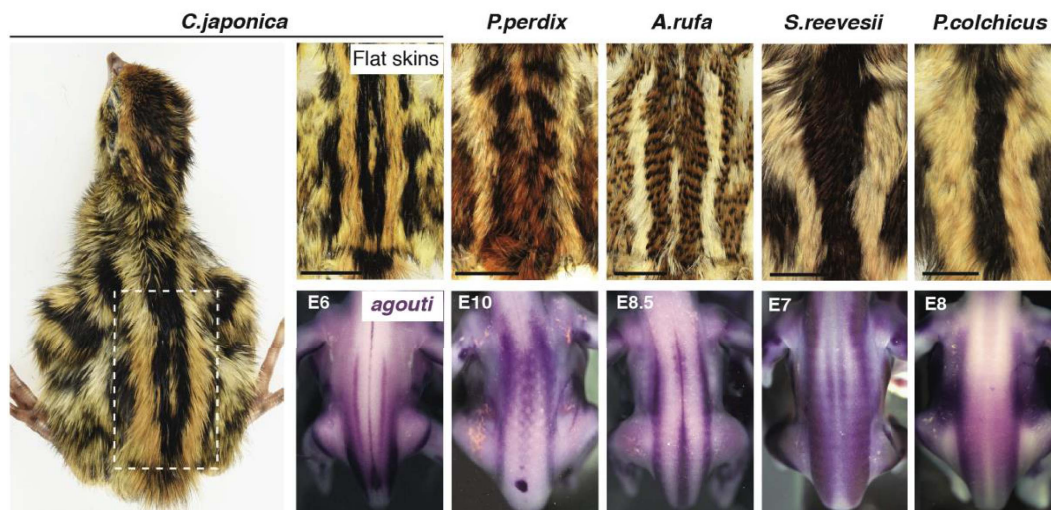 C.japonica
P.perdix
A.rufa
S.reevesii
P.colchicus
Flat skins
E6
agouti
E10
E8.5
E7
E8